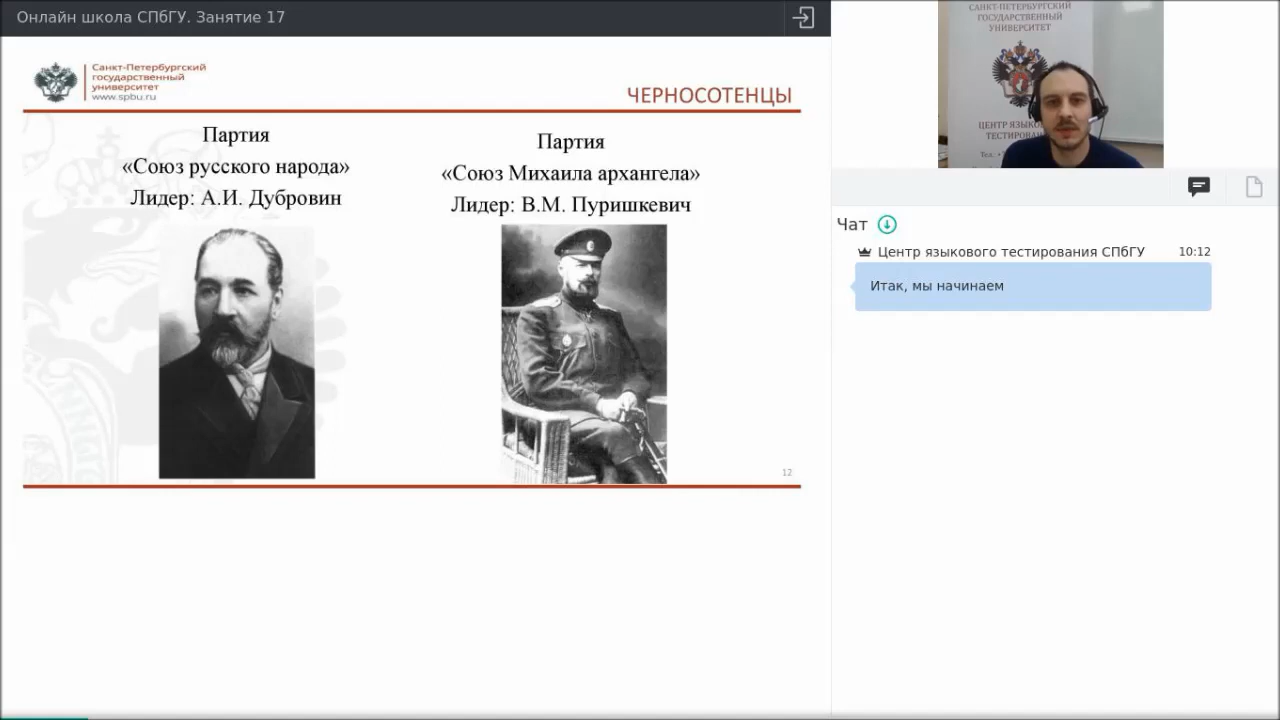 Онлайн школа СПбГУ. Занятие 17
Санкт-Петербургский
государственный
университет
www.spbu.ru
ЧЕРНОСОТЕНЦЫ
Партия
«Союз русского народа»
Лидер: А.И. Дубровин
Партия
«Союз Михаила архангела»
Лидер: В.М. Пуришкевич
12
САНКТ-ПЕТЕРБУРГСКИЙ
ГОСУДАРСТВЕННЫЙ
УНИВЕРСИТЕТ
ЦЕНТР
Тел.:
Чат
Центр языкового тестирования СПбГУ
10:12
Итак, мы начинаем